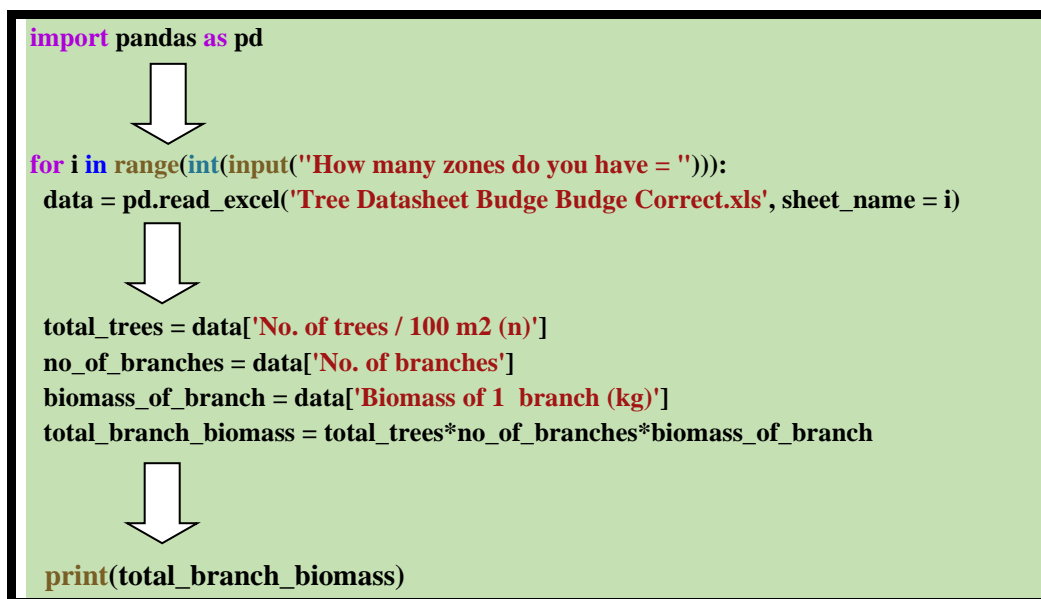 import pandas as pd
for i in range(int(input("How many zones do you have = "))):
data = pd.read_excel('Tree Datasheet Budge Budge Correct.xls', sheet_name = i)
total_trees = data['No. of trees / 100 m2 (n)']
no_of_branches = data['No. of branches']
biomass_of_branch = data['Biomass of 1  branch (kg)']
total_branch_biomass = total_trees*no_of_branches*biomass_of_branch
print(total_branch_biomass)